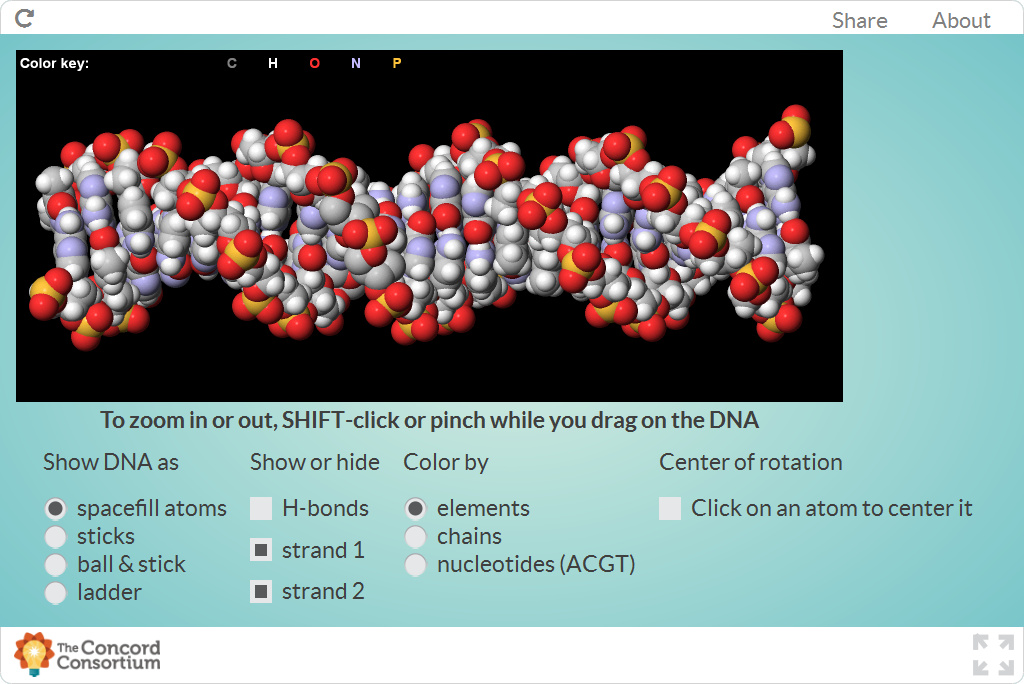 Share About
Color key: C H O N P
To zoom in or out, SHIFT-click or pinch while you drag on the DNA
Show DNA as
spacefill atoms
sticks
ball & stick
ladder
Show or hide
H-bonds
strand 1
strand 2
Color by
elements
chains
nucleotides (ACGT)
Center of rotation
Click on an atom to center it
The Concord
Consortium